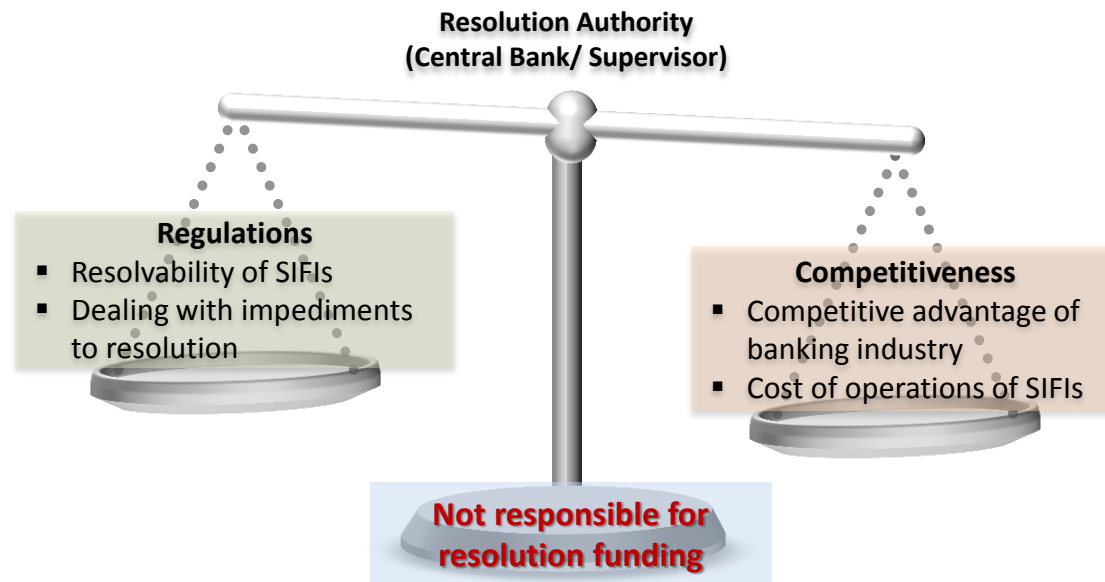 Resolution Authority
(Central Bank/ Supervisor)
Regulations
▪ Resolvability of SIFIs
▪ Dealing with impediments
to resolution
Competitiveness
▪ Competitive advantage of
banking industry
▪ Cost of operations of SIFIs
Not responsible for
resolution funding